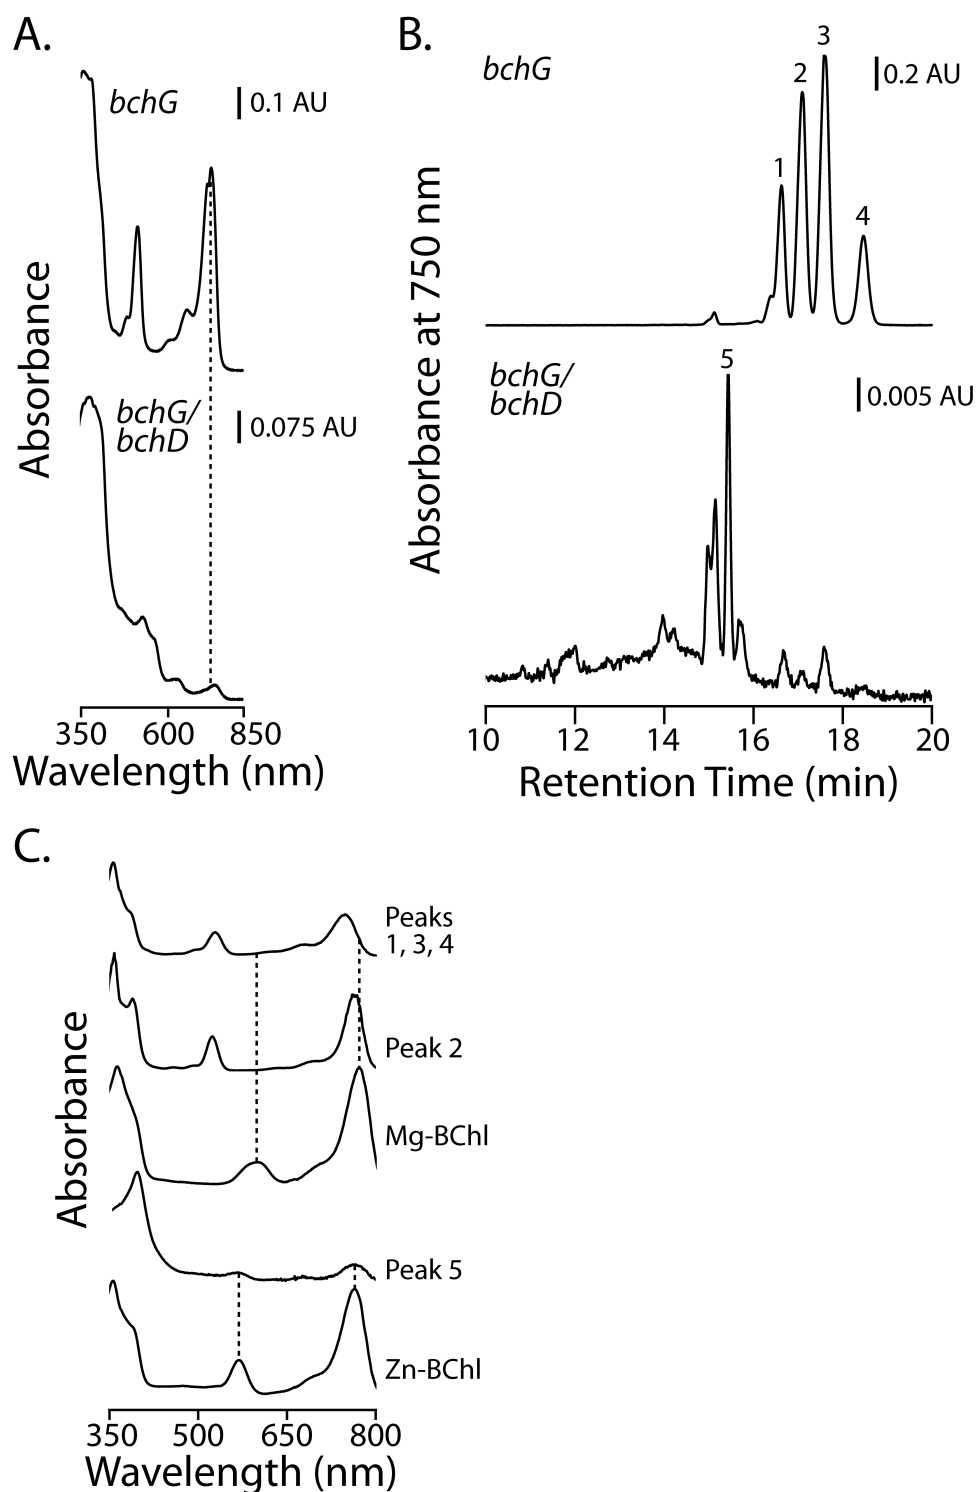 A.
bchG
0.1 AU
bchG/
bchD
0.075 AU
Absorbance
350 600 850
Wavelength (nm)
B.
bchG
0.2 AU
1
2
3
4
bchG/
bchD
0.005 AU
5
Absorbance at 750 nm
10 12 14 16 18 20
Retention Time (min)
C.
Peaks
1, 3, 4
Peak 2
Mg-BChl
Peak 5
Zn-BChl
Absorbance
350 500 650 800
Wavelength (nm)